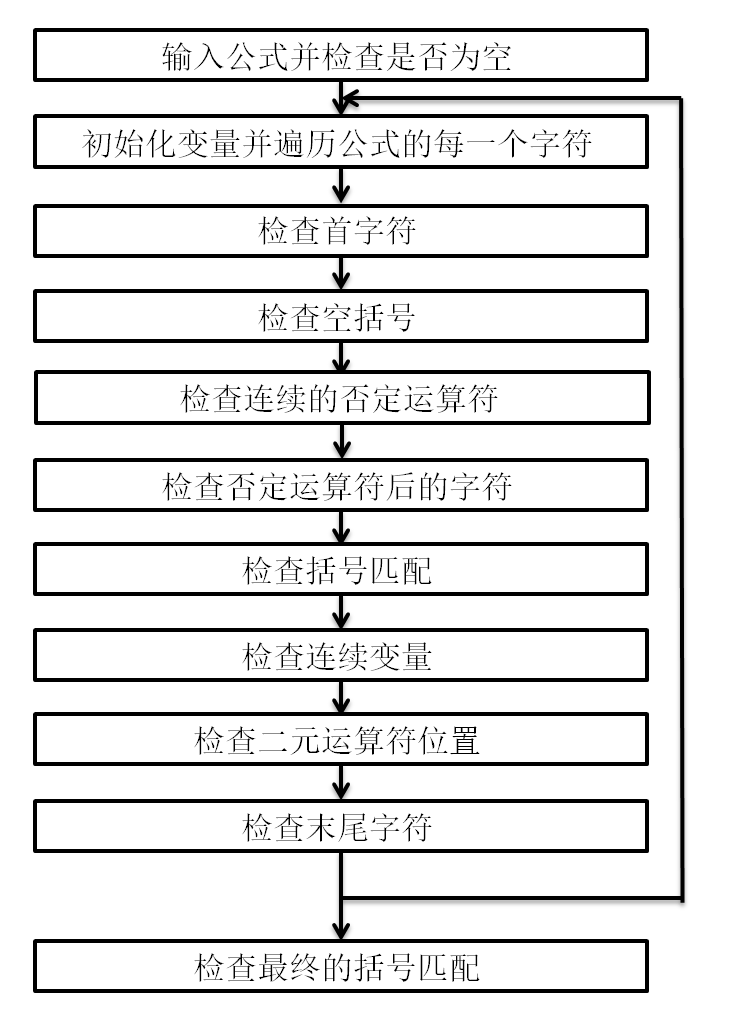 输入公式并检查是否为空
初始化变量并遍历公式的每一个字符
检查首字符
检查空括号
检查连续的否定运算符
检查否定运算符后的字符
检查括号匹配
检查连续变量
检查二元运算符位置
检查末尾字符
检查最终的括号匹配